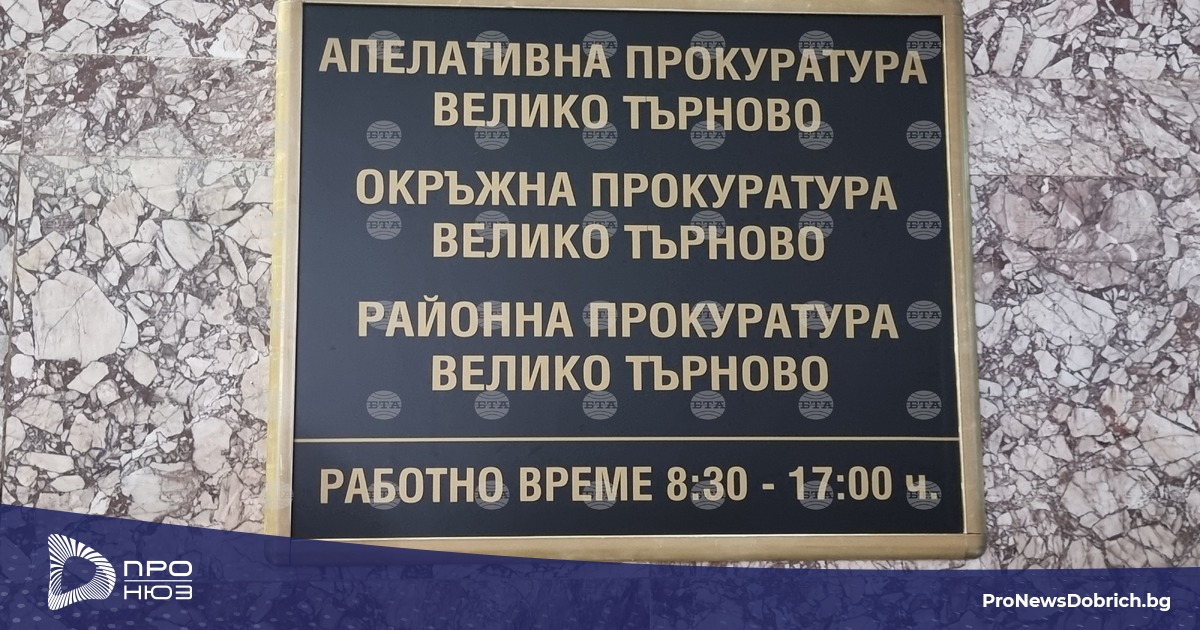 АПЕЛАТИВНА ПРОКУРАТУРА
ВЕЛИКО ТЪРНОВО
ОКРЪЖНА ПРОКУРАТУРА
ВЕЛИКО ТЪРНОВО
РАЙОННА ПРОКУРАТУРА
ВЕЛИКО ТЪРНОВО
РАБОТНО ВРЕМЕ 8:30 - 17:00 ч.
БТА
ПРО
НЮЗ
ProNewsDobrich.bg